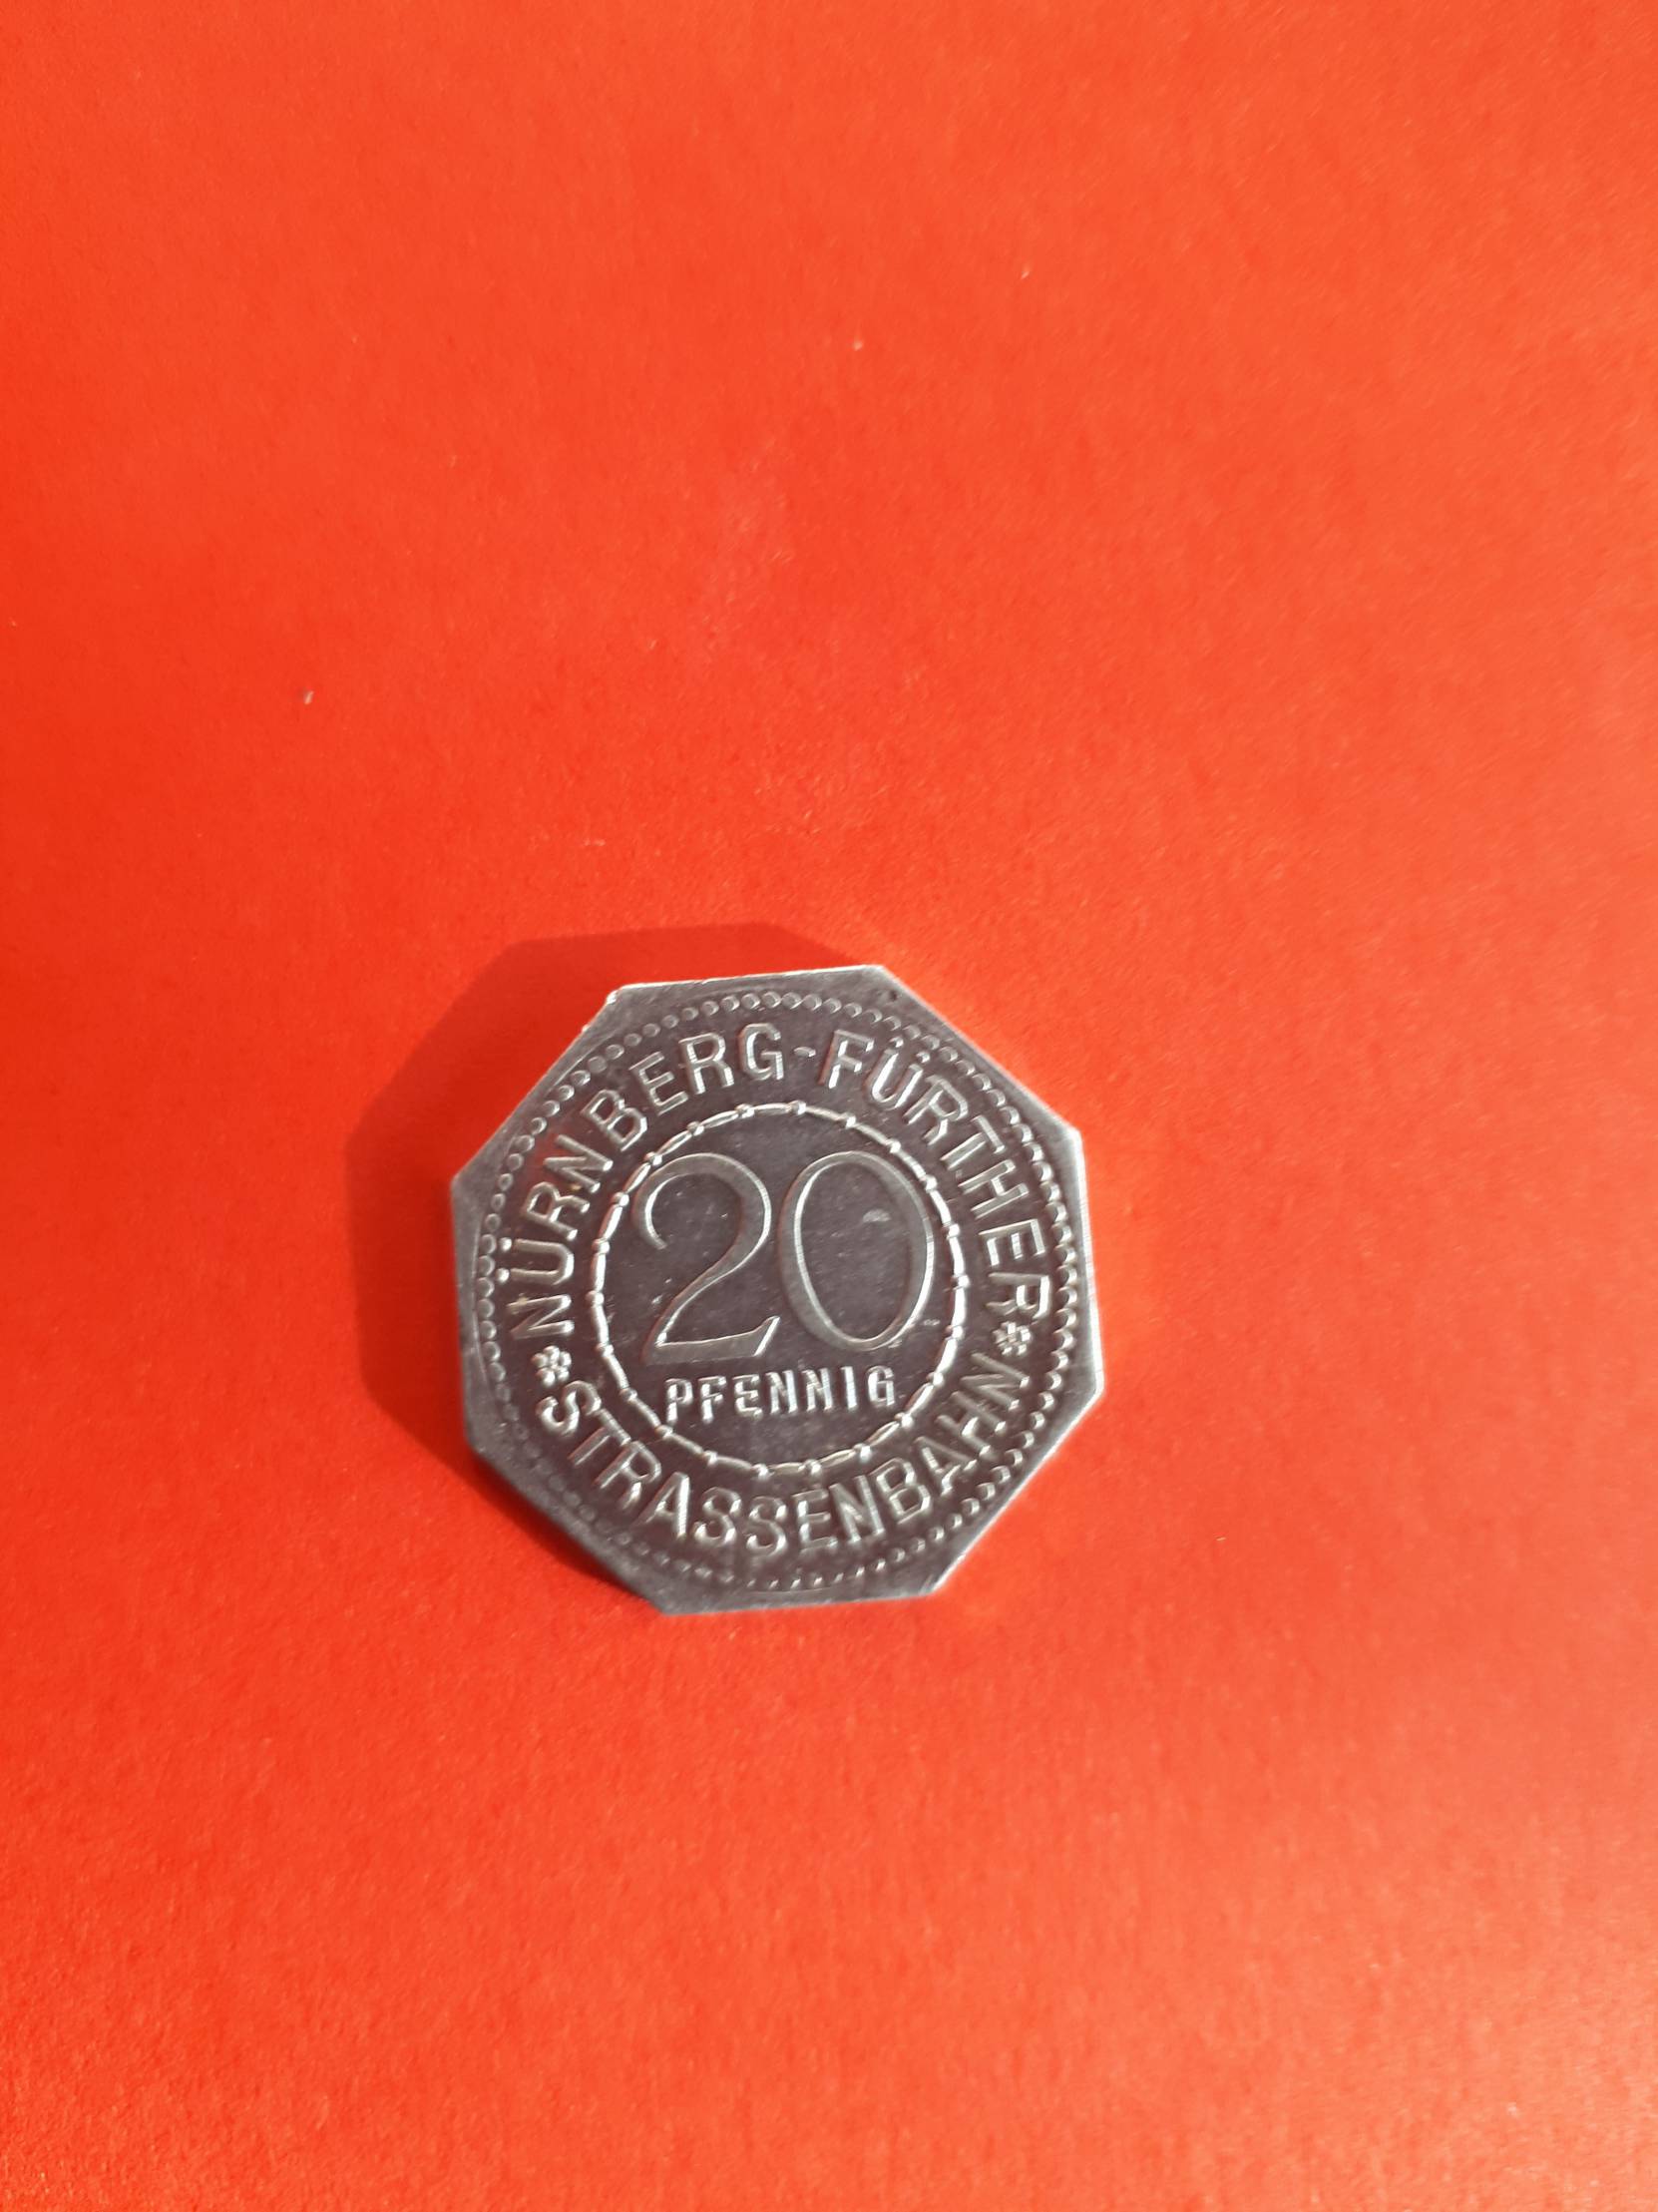 NÜRNBERG-FÜRTHER
20
PFENNIG
*STRASSENBAHN*